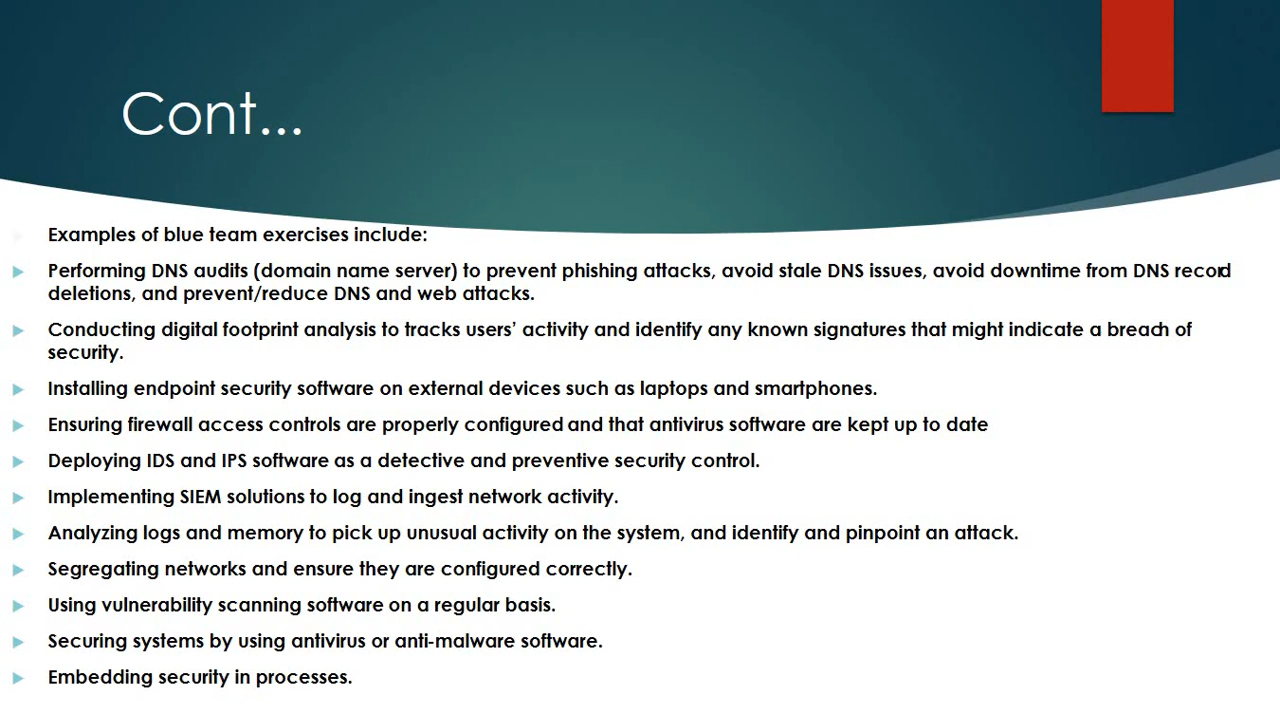 Cont...
Examples of blue team exercises include:
Performing DNS audits (domain name server) to prevent phishing attacks, avoid stale DNS issues, avoid downtime from DNS record
deletions, and prevent/reduce DNS and web attacks.
Conducting digital footprint analysis to tracks users’ activity and identify any known signatures that might indicate a breach of
security.
Installing endpoint security software on external devices such as laptops and smartphones.
Ensuring firewall access controls are properly configured and that antivirus software are kept up to date
Deploying IDS and IPS software as a detective and preventive security control.
Implementing SIEM solutions to log and ingest network activity.
Analyzing logs and memory to pick up unusual activity on the system, and identify and pinpoint an attack.
Segregating networks and ensure they are configured correctly.
Using vulnerability scanning software on a regular basis.
Securing systems by using antivirus or anti-malware software.
Embedding security in processes.